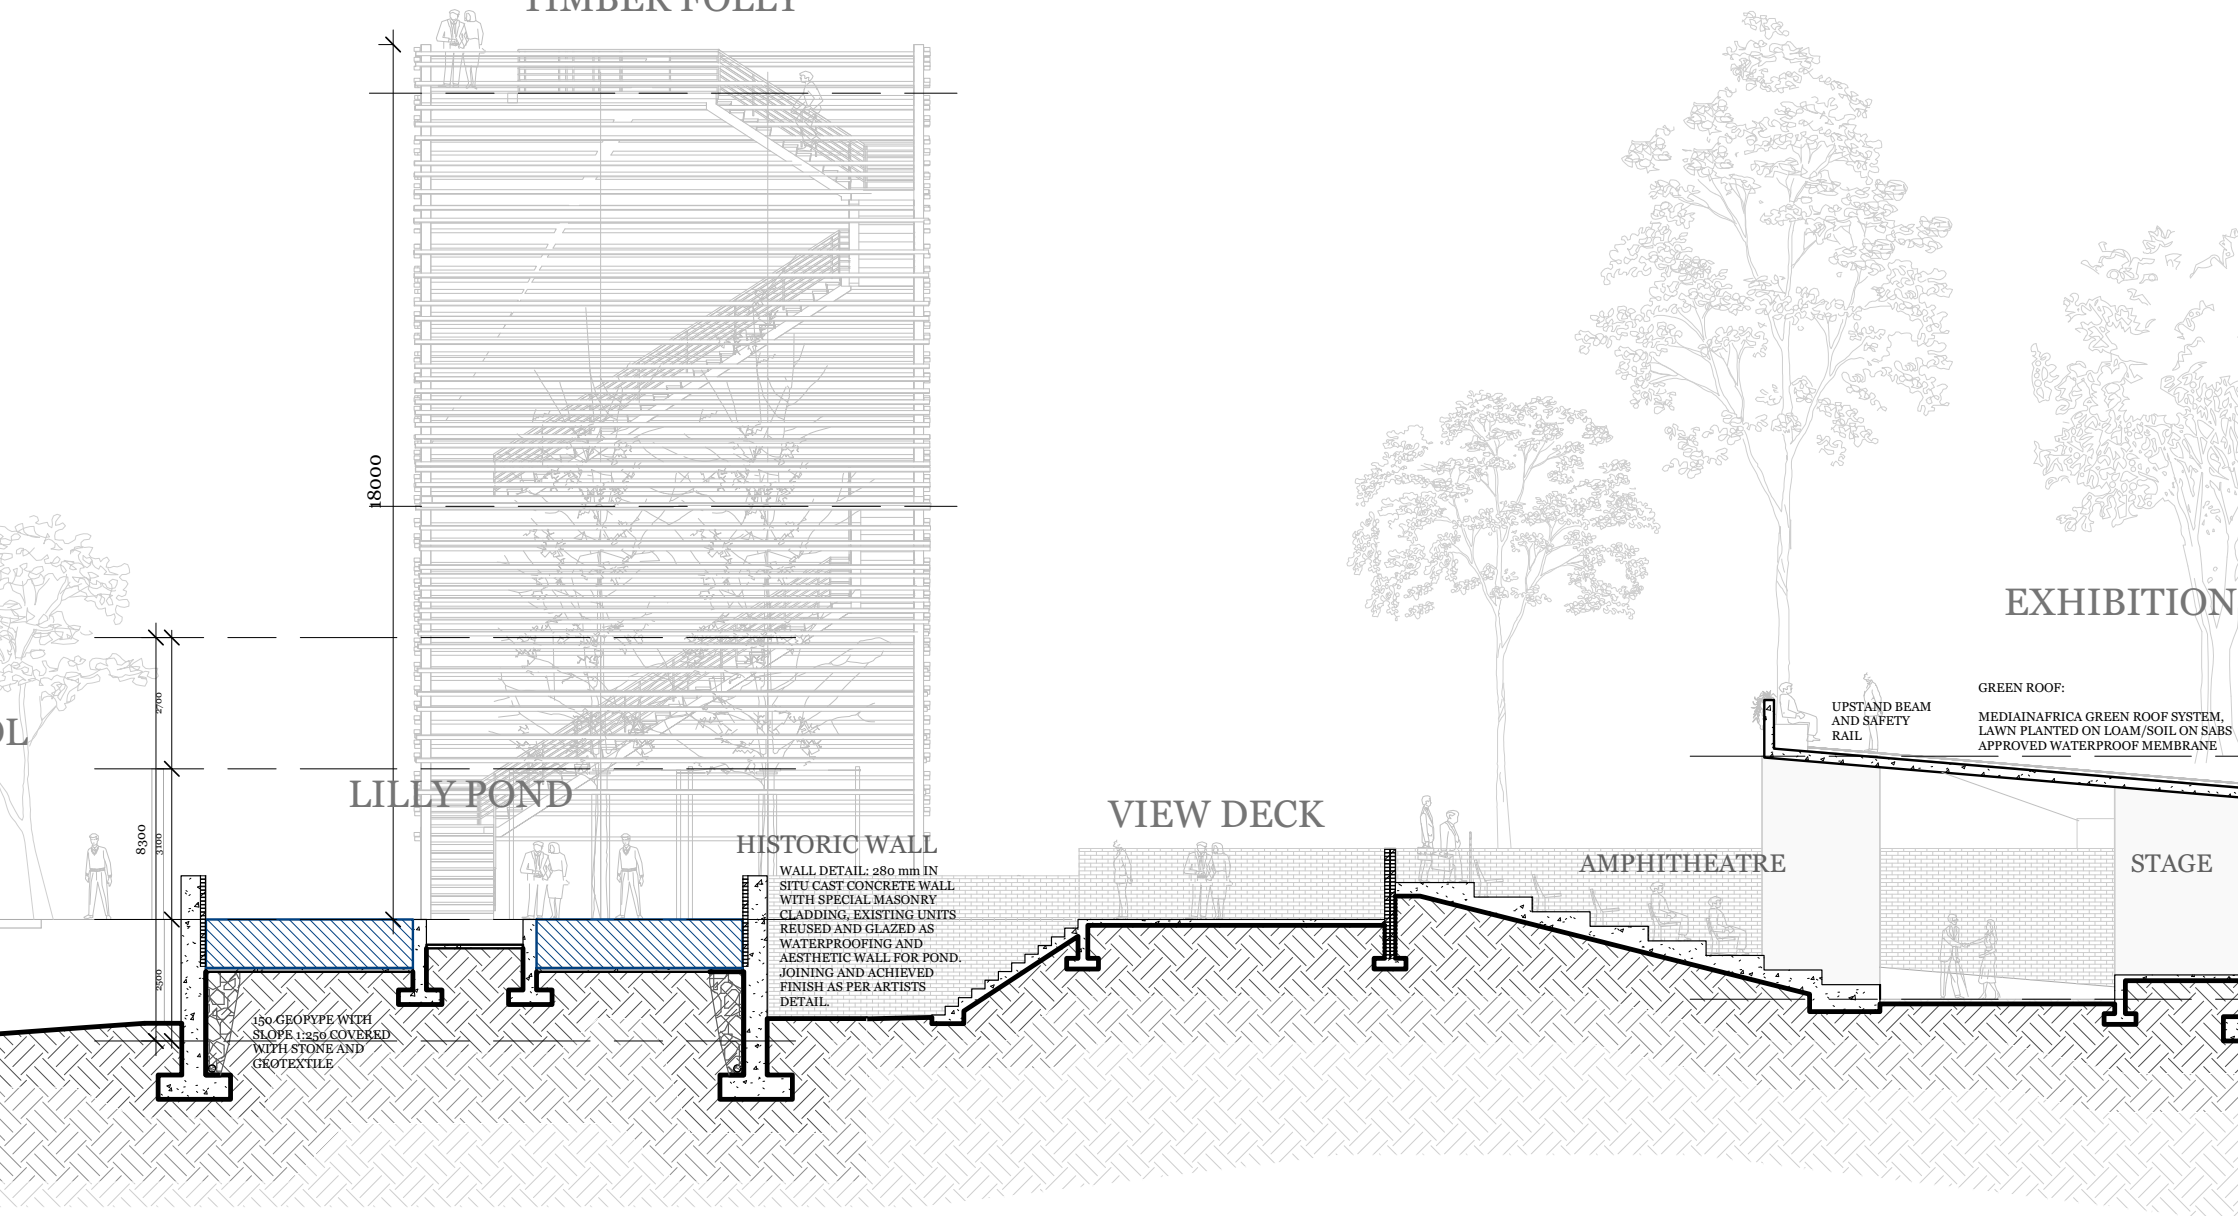 TIMBER FOLLY
18000
EXHIBITION
2700
GREEN ROOF:
UPSTAND BEAM
AND SAFETY
RAIL
MEDIAINAFRICA GREEN ROOF SYSTEM,
LAWN PLANTED ON LOAM/SOIL ON SABS
APPROVED WATERPROOF MEMBRANE
OL
LILLY POND
VIEW DECK
8300
3100
HISTORIC WALL
AMPHITHEATRE
STAGE
WALL DETAIL: 280 mm IN
SITU CAST CONCRETE WALL
WITH SPECIAL MASONRY
CLADDING, EXISTING UNITS
REUSED AND GLAZED AS
WATERPROOFING AND
AESTHETIC WALL FOR POND.
JOINING AND ACHIEVED
FINISH AS PER ARTISTS
DETAIL.
2500
150 GEOPYPE WITH
SLOPE 1:250 COVERED
WITH STONE AND
GEOTEXTILE